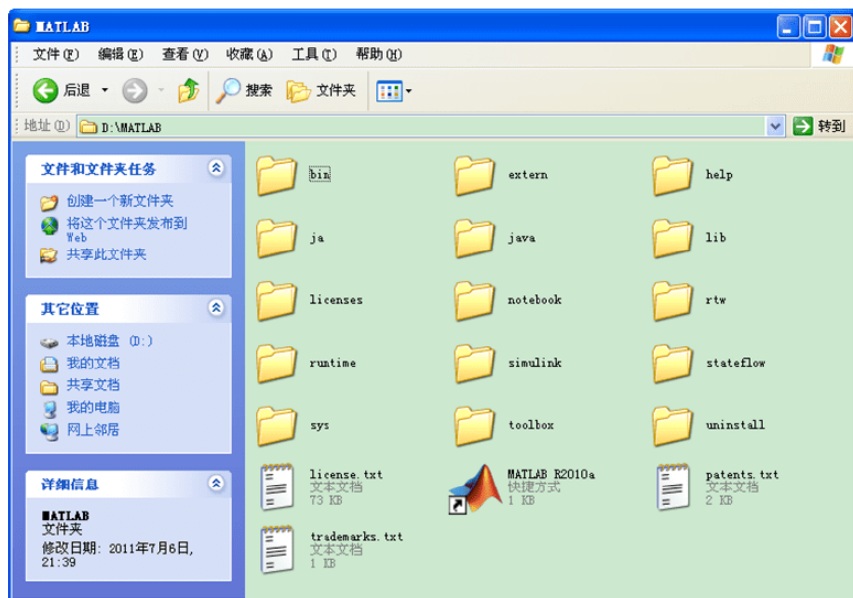 MATLAB
文件(F) 编辑(E) 查看(V) 收藏(A) 工具(T) 帮助(H)
后退 搜索 文件夹
地址(D) D:\MATLAB 转到
文件和文件夹任务
创建一个新文件夹
将这个文件夹发布到
Web
共享此文件夹
其它位置
本地磁盘 (D:)
我的文档
共享文档
我的电脑
网上邻居
详细信息
MATLAB
文件夹
修改日期: 2011年7月6日,
21:39
bin extern help
ja java lib
licenses notebook rtw
runtime simulink stateflow
sys toolbox uninstall
license.txt MATLAB R2010a patents.txt
文本文档 快捷方式 文本文档
73 KB 1 KB 2 KB
trademarks.txt
文本文档
1 KB